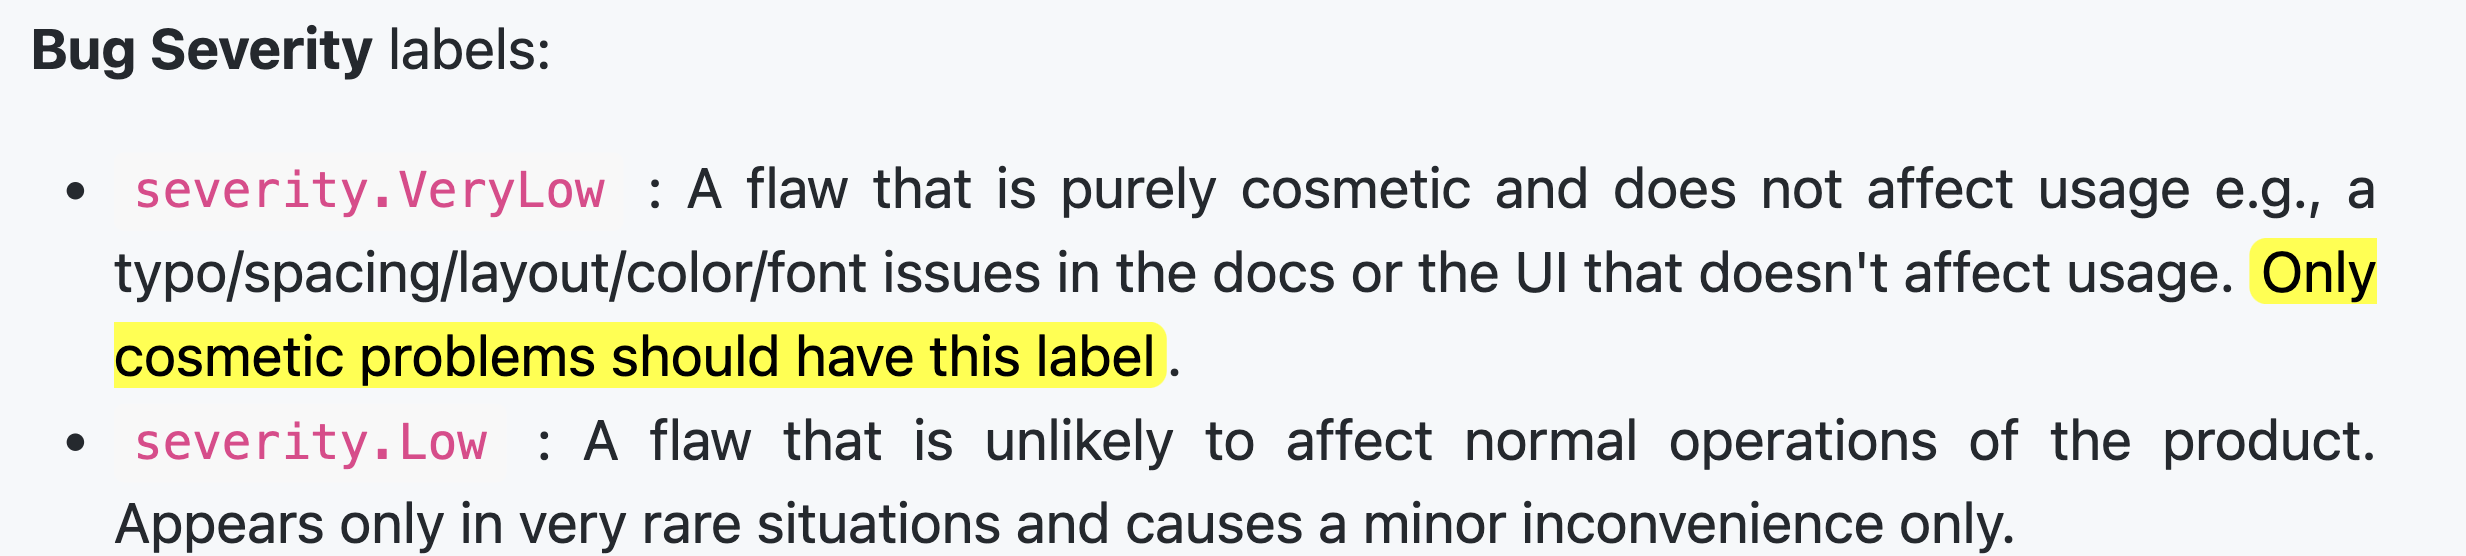 Bug Severity labels:
• severity.VeryLow : A flaw that is purely cosmetic and does not affect usage e.g., a
typo/spacing/layout/color/font issues in the docs or the UI that doesn't affect usage. Only
cosmetic problems should have this label.
• severity.Low : A flaw that is unlikely to affect normal operations of the product.
Appears only in very rare situations and causes a minor inconvenience only.